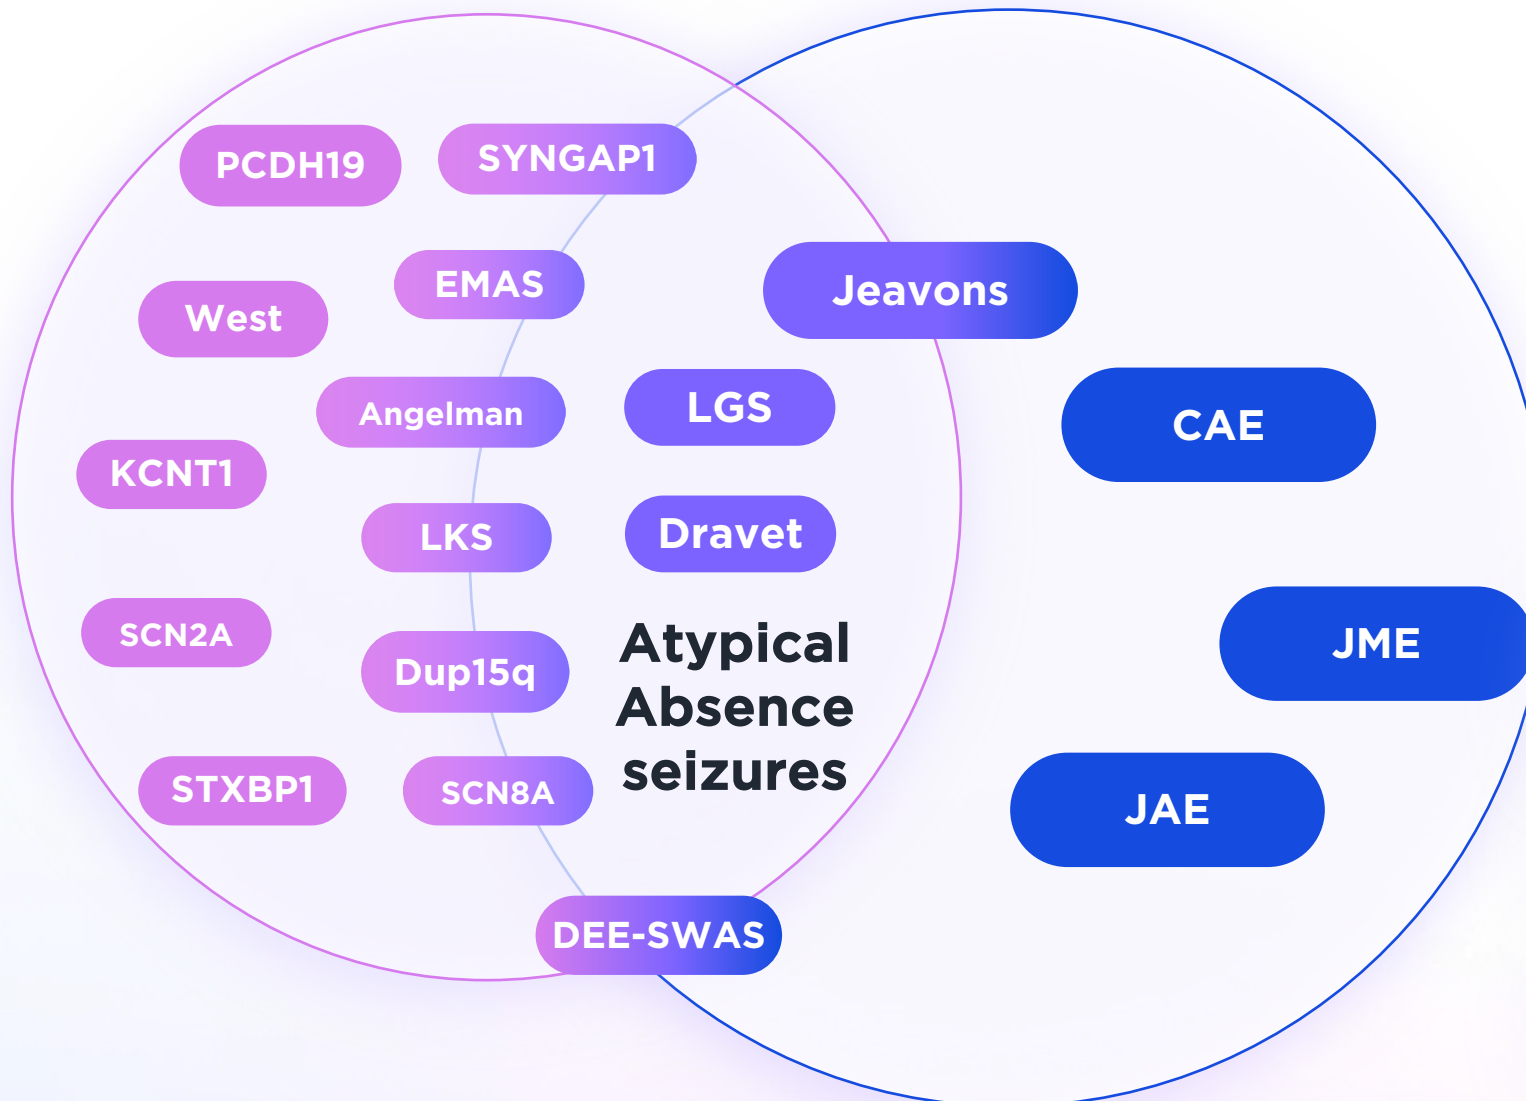 PCDH19
SYNGAP1
EMAS
Jeavons
West
Angelman
LGS
CAE
KCNT1
LKS
Dravet
SCN2A
Dup15q
Atypical
Absence
seizures
JME
STXBP1
SCN8A
JAE
DEE-SWAS